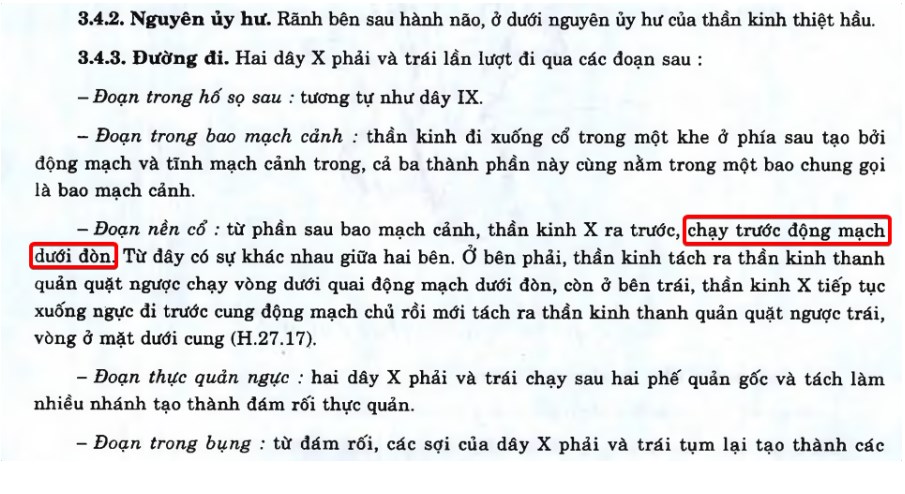 3.4.2. Nguyên ủy hư. Rãnh bên sau hành não, ở dưới nguyên ủy hư của thần kinh thiệt hầu.
3.4.3. Đường đi. Hai dây X phải và trái lần lượt đi qua các đoạn sau :
– Đoạn trong hố sọ sau : tương tự như dây IX.
– Đoạn trong bao mạch cảnh : thần kinh đi xuống cổ trong một khe ở phía sau tạo bởi
động mạch và tĩnh mạch cảnh trong, cả ba thành phần này cùng nằm trong một bao chung gọi
là bao mạch cảnh.
– Đoạn nền cổ : từ phần sau bao mạch cảnh, thần kinh X ra trước, chạy trước động mạch
dưới đòn. Từ đây có sự khác nhau giữa hai bên. Ở bên phải, thần kinh tách ra thần kinh thanh
quản quặt ngược chạy vòng dưới quai động mạch dưới đòn, còn ở bên trái, thần kinh X tiếp tục
xuống ngực đi trước cung động mạch chủ rồi mới tách ra thần kinh thanh quản quặt ngược trái,
vòng ở mặt dưới cung (H.27.17).
– Đoạn thực quản ngực : hai dây X phải và trái chạy sau hai phế quản gốc và tách làm
nhiều nhánh tạo thành đám rối thực quản.
– Đoạn trong bụng : từ đám rối, các sợi của dây X phải và trái tụm lại tạo thành các